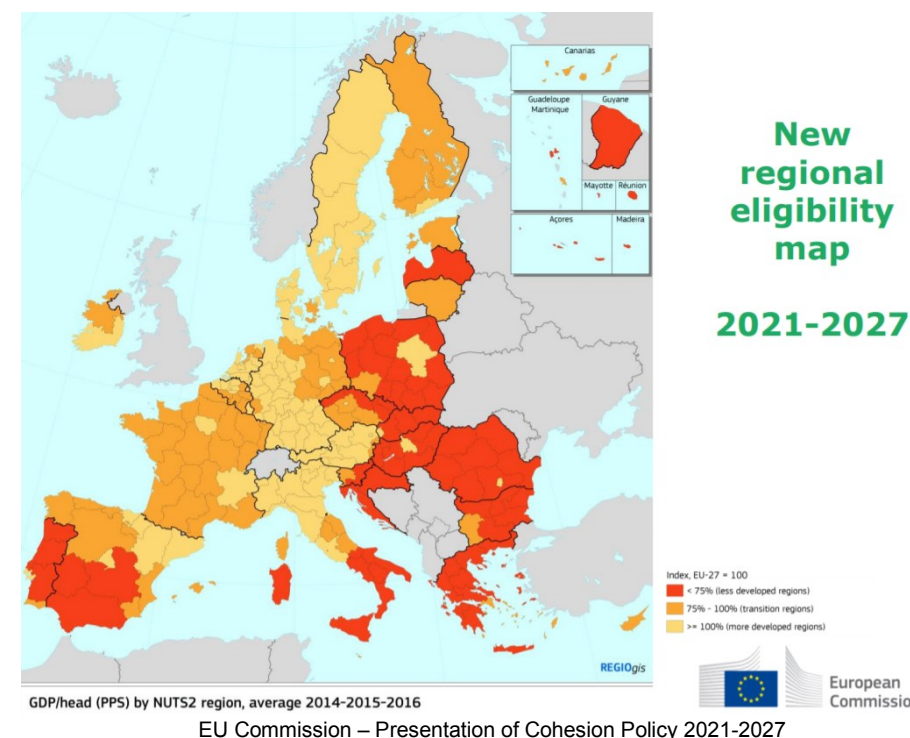 Canarias
Guadeloupe
Martinique
Guyane
Mayotte
Réunion
Açores
Madeira
New
regional
eligibility
map
2021-2027
Index, EU-27 = 100
< 75% (less developed regions)
75% - 100% (transition regions)
>= 100% (more developed regions)
REGIOgis
European
Commissio
GDP/head (PPS) by NUTS2 region, average 2014-2015-2016
EU Commission – Presentation of Cohesion Policy 2021-2027